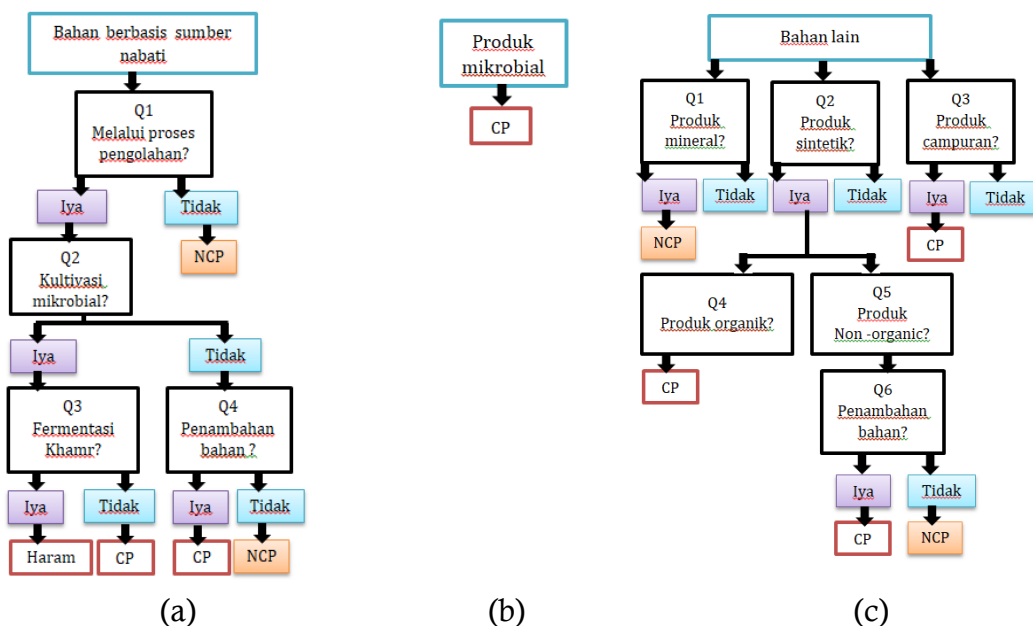 Bahan berbasis sumber
nabati
Q1
Melalui proses
pengolahan?
Iya
Tidak
NCP
Q2
Kultivasi
mikrobial?
Iya
Tidak
Q3
Fermentasi
Khamr?
Q4
Penambahan
bahan ?
Iya
Tidak
Iya
Tidak
Haram
CP
CP
NCP
(a)
Produk
mikrobial
CP
(b)
Bahan lain
Q1
Produk
mineral?
Q2
Produk
sintetik?
Q3
Produk
campuran?
Iya
Tidak
Iya
Tidak
Iya
Tidak
NCP
CP
Q4
Produk organik?
Q5
Produk
Non -organic?
CP
Q6
Penambahan
bahan?
Iya
Tidak
CP
NCP
(c)